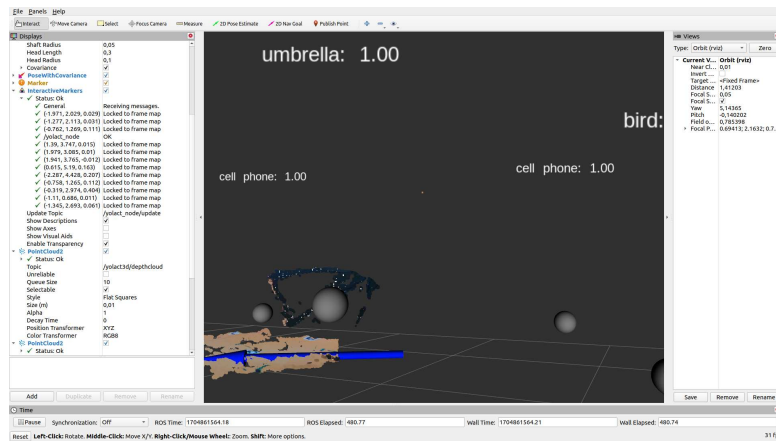 File Panels Help
Interact Move Camera Select Focus Camera Measure 2D Pose Estimate 2D Nav Goal Publish Point
Displays
Shaft Radius 0,05
Head Length 0,3
Head Radius 0,1
Covariance
PoseWithCovariance
Marker
InteractiveMarkers
Status: Ok
General Receiving messages.
(-1.971, 2.029, 0.029) Locked to frame map
(-1.277, 2.113, 0.031) Locked to frame map
(-0.762, 1.269, 0.111) Locked to frame map
/yolact_node OK
(1.39, 3.747, 0.015) Locked to frame map
(1.979, 3.085, 0.01) Locked to frame map
(1.941, 3.765, -0.012) Locked to frame map
(0.615, 5.19, 0.163) Locked to frame map
(-2.287, 4.428, 0.207) Locked to frame map
(-0.758, 1.265, 0.112) Locked to frame map
(-0.319, 2.974, 0.404) Locked to frame map
(-1.11, 0.686, 0.011) Locked to frame map
(-1.345, 2.693, 0.061) Locked to frame map
Update Topic /yolact_node/update
Show Descriptions
Show Axes
Show Visual Aids
Enable Transparency
PointCloud2
Status: Ok
Topic /yolact3d/depthcloud
Unreliable
Queue Size 10
Selectable
Style Flat Squares
Size (m) 0,01
Alpha 1
Decay Time 0
Position Transformer XYZ
Color Transformer RGB8
PointCloud2
Status: Ok
Add Duplicate Remove Rename
umbrella: 1.00
bird:
cell phone: 1.00
cell phone: 1.00
Views
Type: Orbit (rviz) Zero
Current V... Orbit (rviz)
Near Cl... 0,01
Invert ...
Target ... <Fixed Frame>
Distance 1,41203
Focal S... 0,05
Focal S...
Yaw 5,14365
Pitch -0,140202
Field o... 0,785398
Focal P... 0,69413; 2,1632; 0,7...
Save Remove Rename
Time
Pause Synchronization: Off ROS Time: 1704861564.18 ROS Elapsed: 480.77 Wall Time: 1704861564.21 Wall Elapsed: 480.74
Reset Left-Click: Rotate. Middle-Click: Move X/Y. Right-Click/Mouse Wheel: Zoom. Shift: More options. 31 f